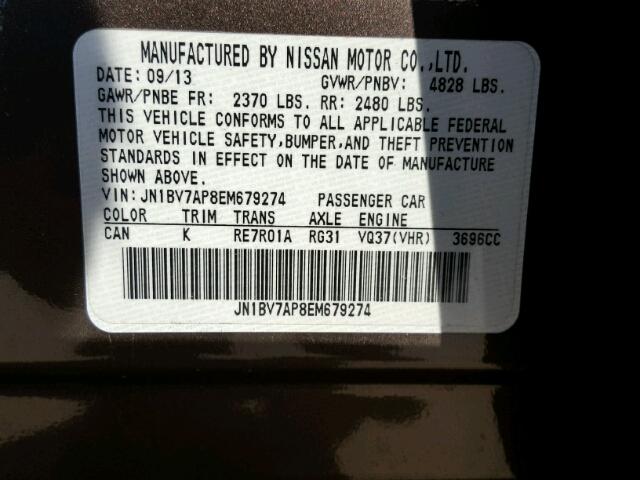 MANUFACTURED BY NISSAN MOTOR CO.,LTD.
DATE: 09/13 GVWR/PNBV: 4828 LBS.
GAWR/PNBE FR: 2370 LBS. RR: 2480 LBS.
THIS VEHICLE CONFORMS TO ALL APPLICABLE FEDERAL
MOTOR VEHICLE SAFETY,BUMPER,AND THEFT PREVENTION
STANDARDS IN EFFECT ON THE DATE OF MANUFACTURE
SHOWN ABOVE.
VIN:JN1BV7AP8EM679274 PASSENGER CAR
COLOR TRIM TRANS AXLE ENGINE
CAN K RE7R01A RG31 VQ37(VHR) 3696CC
JN1BV7AP8EM679274